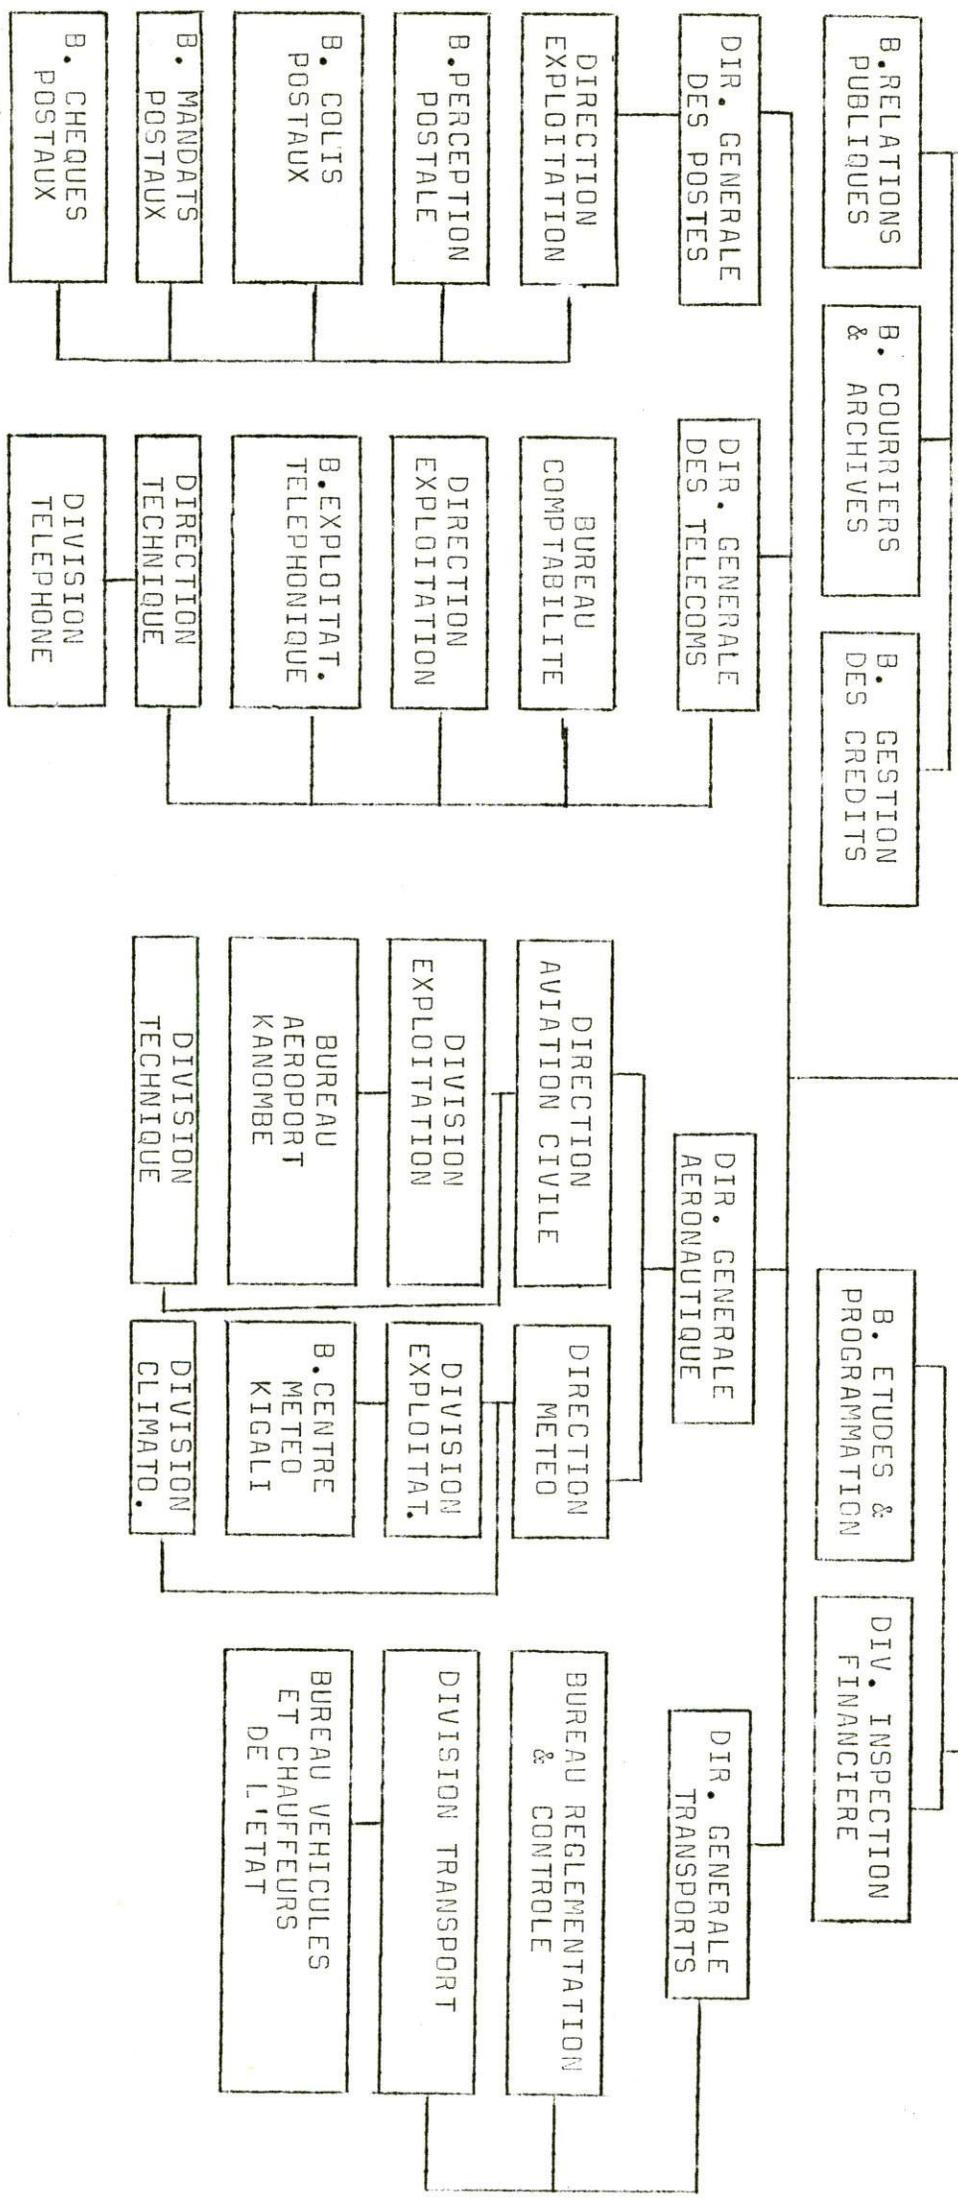 B.RELATIONS
PUBLIQUES
B. COURRIERS
& ARCHIVES
B. GESTION
DES CREDITS
B. ETUDES &
PROGRAMMATION
DIV. INSPECTION
FINANCIERE
DIR. GENERALE
DES POSTES
DIRECTION
EXPLOITATION
B.PERCEPTION
POSTALE
B. COLIS
POSTAUX
B. MANDATS
POSTAUX
B. CHEQUES
POSTAUX
DIR. GENERALE
DES TELECOMS
BUREAU
COMPTABILITE
DIRECTION
EXPLOITATION
B.EXPLOITAT.
TELEPHONIQUE
DIRECTION
TECHNIQUE
DIVISION
TELEPHONE
DIR. GENERALE
AERONAUTIQUE
DIRECTION
AVIATION CIVILE
DIVISION
EXPLOITATION
BUREAU
AEROPORT
KANOMBE
DIVISION
TECHNIQUE
DIRECTION
METEO
DIVISION
EXPLOITAT.
B.CENTRE
METEO
KIGALI
DIVISION
CLIMATO.
DIR. GENERALE
TRANSPORTS
BUREAU REGLEMENTATION
& CONTROLE
DIVISION TRANSPORT
BUREAU VEHICULES
ET CHAUFFEURS
DE L'ETAT